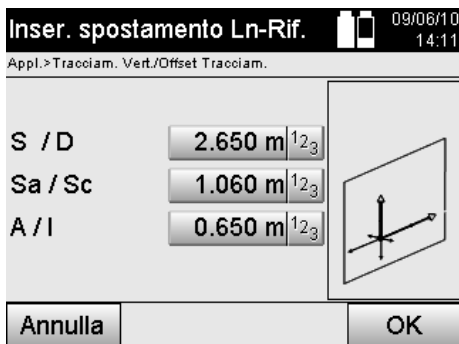 Inser. spostamento Ln-Rif.
09/06/10
14:11
Appl.>Tracciam. Vert./Offset Tracciam.
S / D 2.650 m 123
Sa / Sc 1.060 m 123
A / I 0.650 m 123
Annulla OK